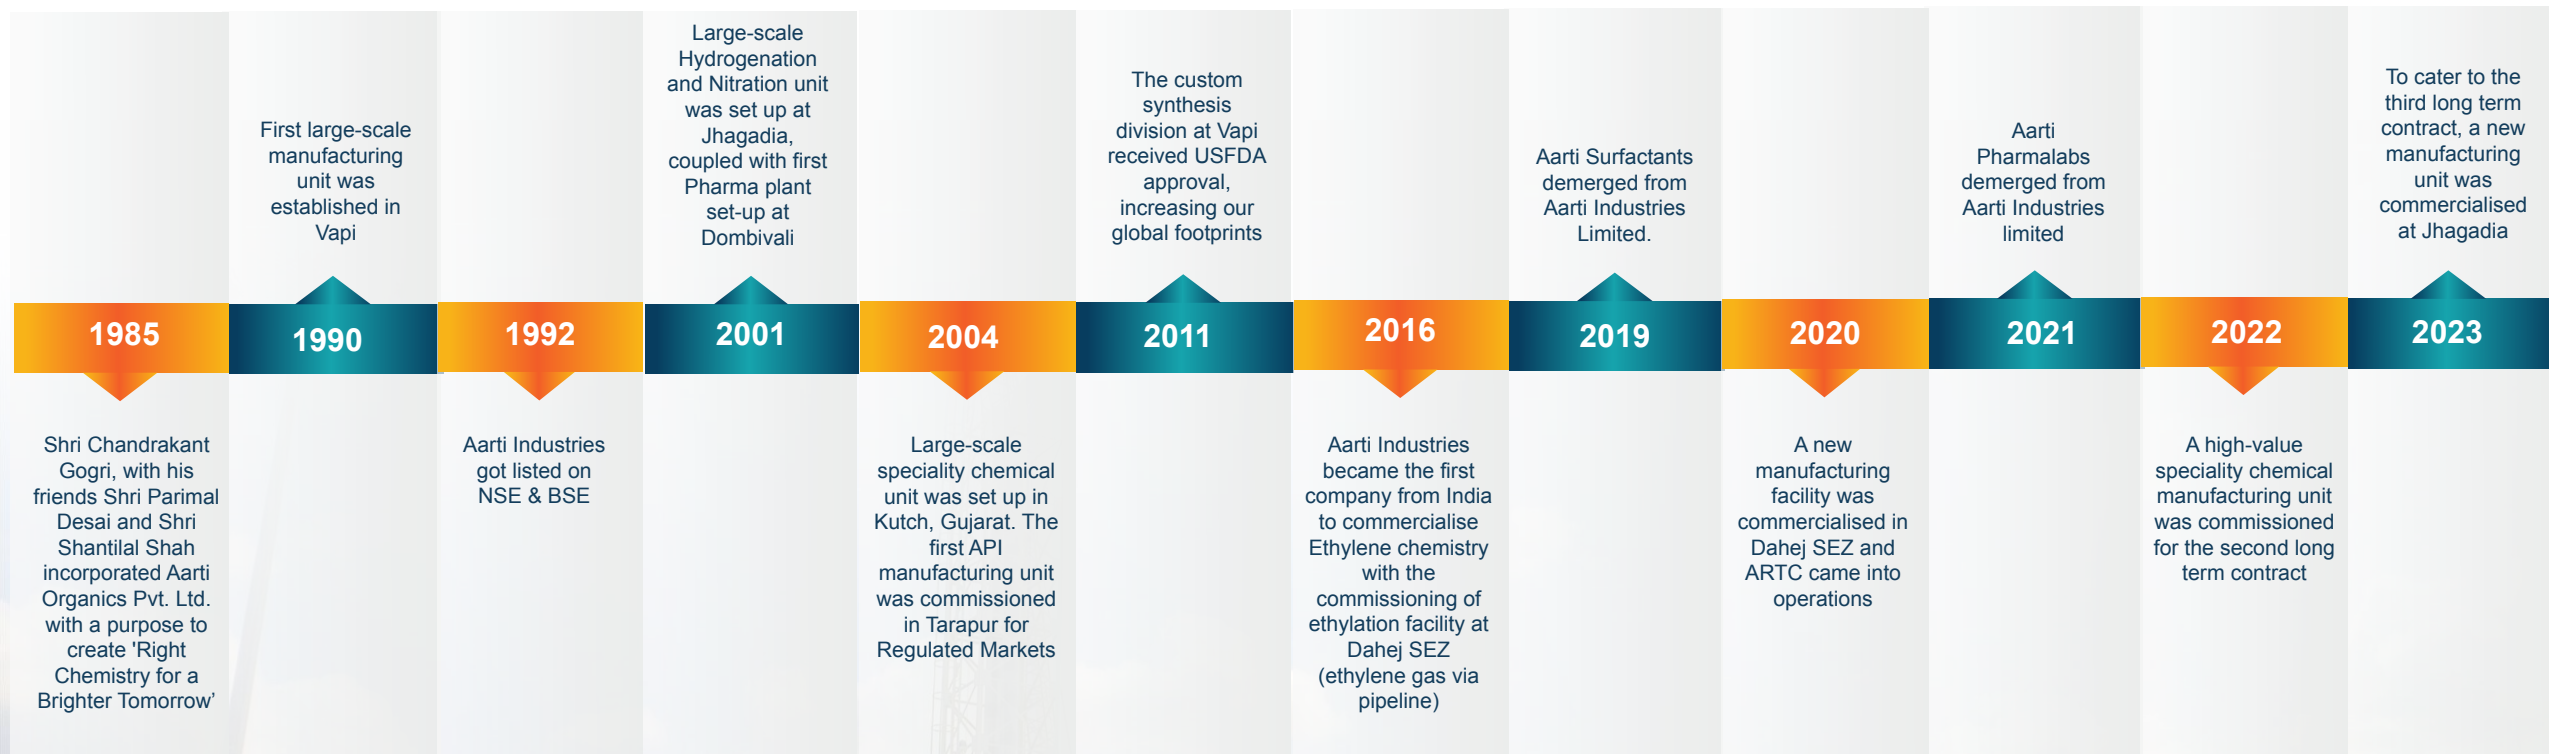 1985
Shri Chandrakant
Gogri, with his
friends Shri Parimal
Desai and Shri
Shantilal Shah
incorporated Aarti
Organics Pvt. Ltd.
with a purpose to
create 'Right
Chemistry for a
Brighter Tomorrow’
First large-scale
manufacturing
unit was
established in
Vapi
1990
1992
Aarti Industries
got listed on
NSE & BSE
Large-scale
Hydrogenation
and Nitration unit
was set up at
Jhagadia,
coupled with first
Pharma plant
set-up at
Dombivali
2001
2004
Large-scale
speciality chemical
unit was set up in
Kutch, Gujarat. The
first API
manufacturing unit
was commissioned
in Tarapur for
Regulated Markets
The custom
synthesis
division at Vapi
received USFDA
approval,
increasing our
global footprints
2011
2016
Aarti Industries
became the first
company from India
to commercialise
Ethylene chemistry
with the
commissioning of
ethylation facility at
Dahej SEZ
(ethylene gas via
pipeline)
Aarti Surfactants
demerged from
Aarti Industries
Limited.
2019
2020
A new
manufacturing
facility was
commercialised in
Dahej SEZ and
ARTC came into
operations
Aarti
Pharmalabs
demerged from
Aarti Industries
limited
2021
2022
A high-value
speciality chemical
manufacturing unit
was commissioned
for the second long
term contract
To cater to the
third long term
contract, a new
manufacturing
unit was
commercialised
at Jhagadia
2023